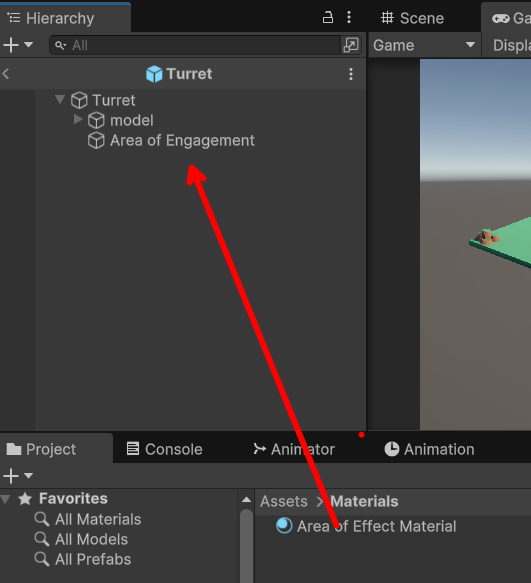 Hierarchy
Scene
Ga
All
Game
Displa
Turret
Turret
model
Area of Engagement
Project
Console
Animator
Animation
Favorites
Assets > Materials
All Materials
Area of Effect Material
All Models
All Prefabs